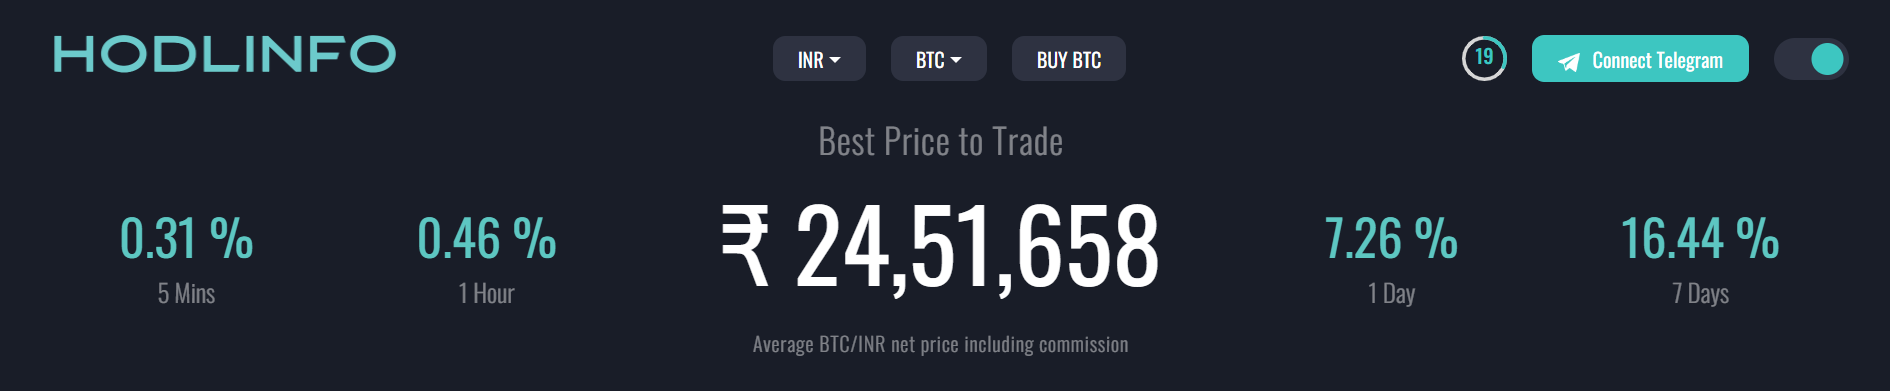 HODLINFO
INR
BTC
BUY BTC
19
Connect Telegram
Best Price to Trade
0.31 %
5 Mins
0.46 %
1 Hour
₹ 24,51,658
7.26 %
1 Day
16.44 %
7 Days
Average BTC/INR net price including commission